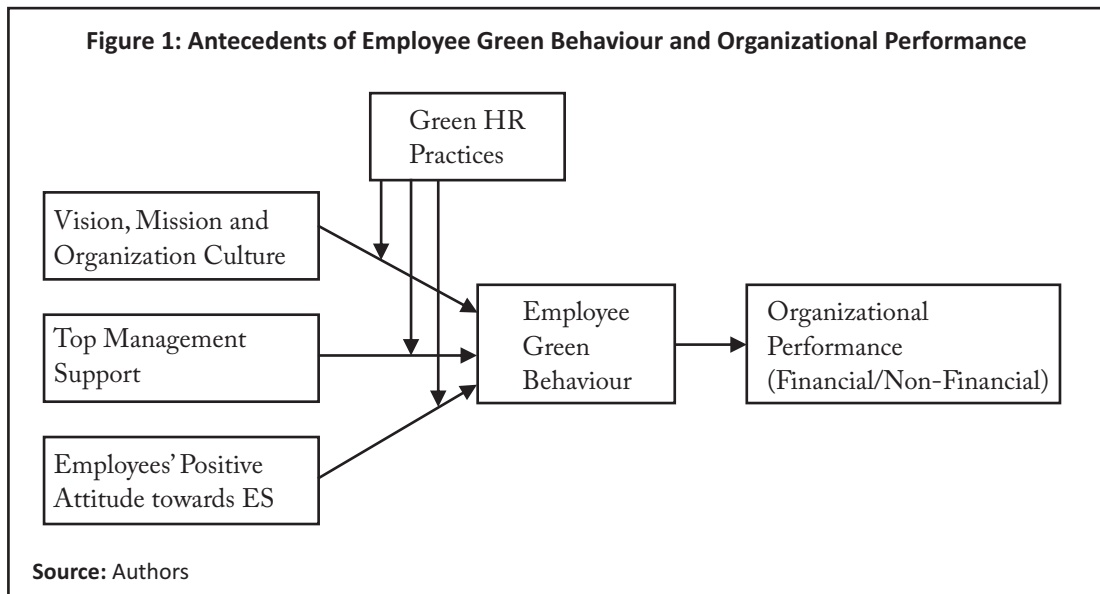 Figure 1: Antecedents of Employee Green Behaviour and Organizational Performance
Green HR
Practices
Vision, Mission and
Organization Culture
Top Management
Support
Employees' Positive
Attitude towards ES
Employee
Green
Behaviour
Organizational
Performance
(Financial/Non-Financial)
Source: Authors